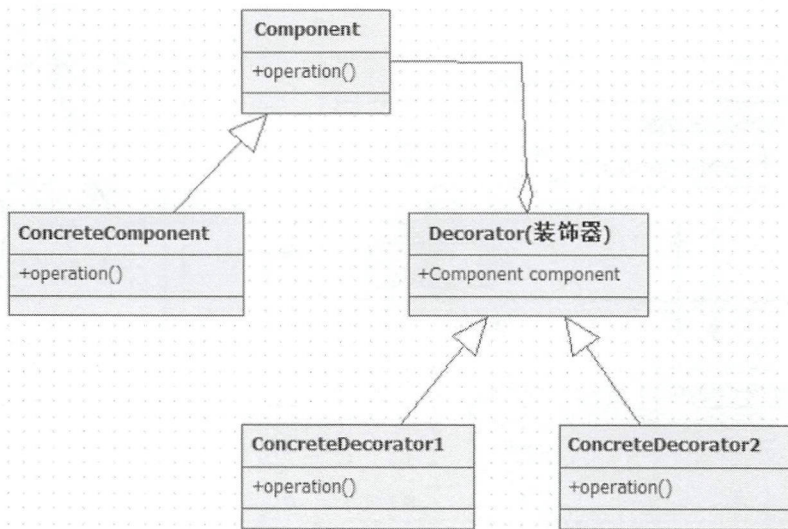 Component
+operation()
ConcreteComponent
+operation()
Decorator(装饰器)
+Component component
ConcreteDecorator1
+operation()
ConcreteDecorator2
+operation()